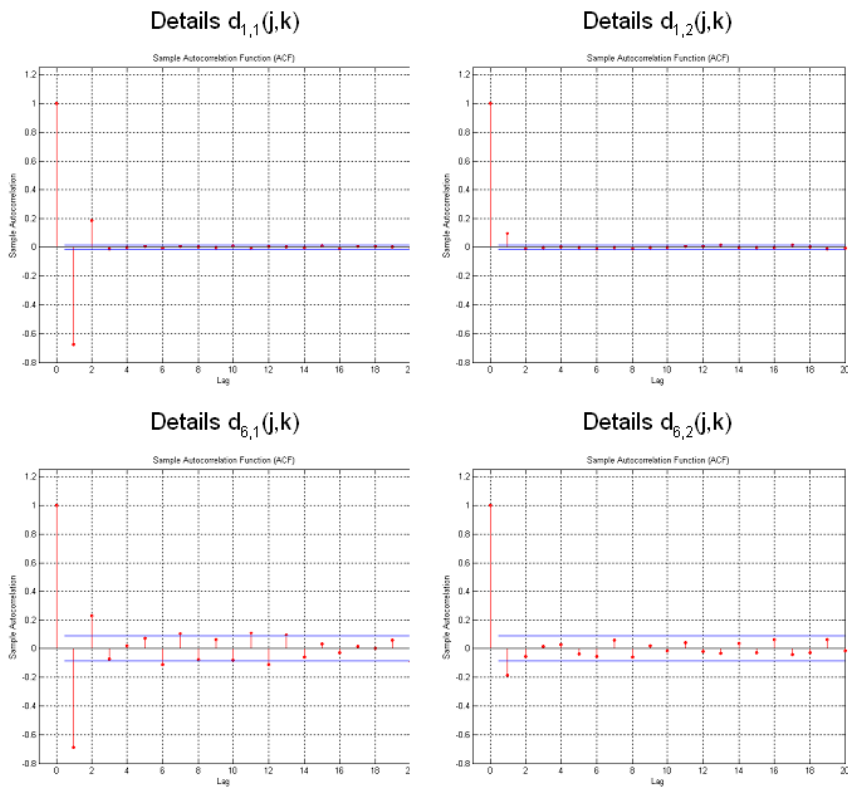 Details d1,1(j,k)
Sample Autocorrelation Function (ACF)
1.2
1
0.8
0.6
0.4
0.2
0
-0.2
-0.4
-0.6
-0.8
Sample Autocorrelation
0 2 4 6 8 10 12 14 16 18 2
Lag
Details d1,2(j,k)
Sample Autocorrelation Function (ACF)
1.2
1
0.8
0.6
0.4
0.2
0
-0.2
-0.4
-0.6
-0.8
Sample Autocorrelation
0 2 4 6 8 10 12 14 16 18 20
Lag
Details d6,1(j,k)
Sample Autocorrelation Function (ACF)
1.2
1
0.8
0.6
0.4
0.2
0
-0.2
-0.4
-0.6
-0.8
Sample Autocorrelation
0 2 4 6 8 10 12 14 16 18 2
Lag
Details d6,2(j,k)
Sample Autocorrelation Function (ACF)
1.2
1
0.8
0.6
0.4
0.2
0
-0.2
-0.4
-0.6
-0.8
Sample Autocorrelation
0 2 4 6 8 10 12 14 16 18 20
Lag